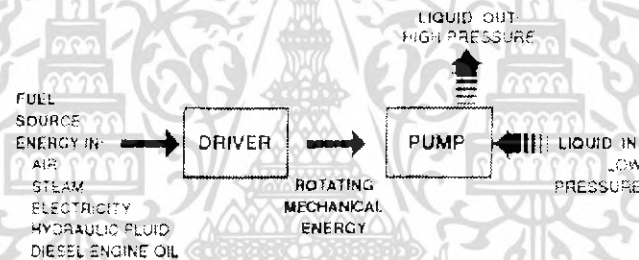 LIQUID OUT
HIGH PRESSURE
FUEL
SOURCE
ENERGY IN
AIR
STEAM
ELECTRICITY
HYDRAULIC FLUID
DIESEL ENGINE OIL
DRIVER
ROTATING
MECHANICAL
ENERGY
PUMP
LIQUID IN
LOW
PRESSURE